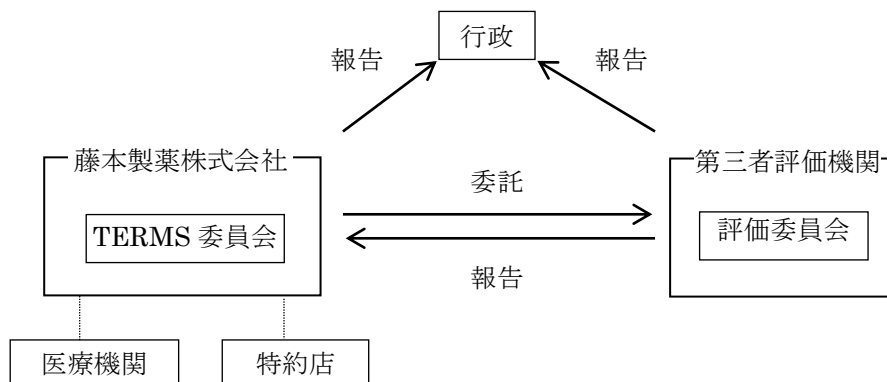 行政
報告
報告
藤本製薬株式会社
第三者評価機関
委託
TERMS 委員会
評価委員会
報告
医療機関
特約店